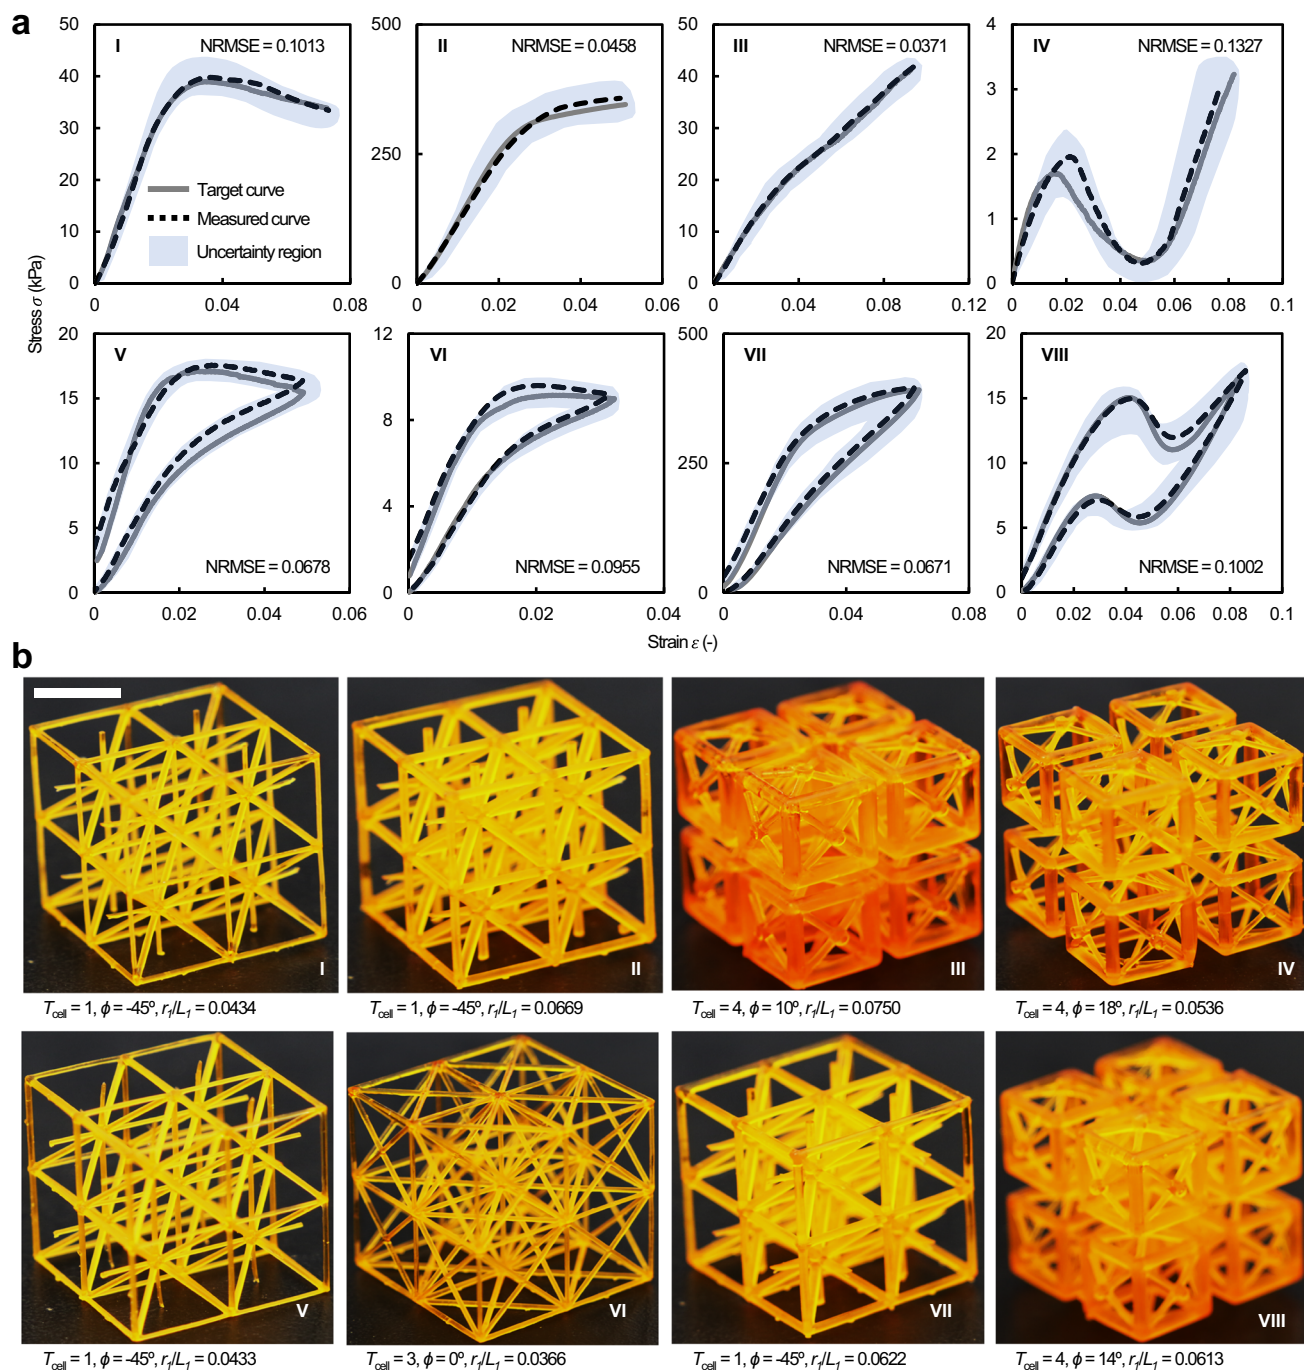 a
I
NRMSE = 0.1013
II
NRMSE = 0.0458
III
NRMSE = 0.0371
IV
NRMSE = 0.1327
50
40
30
20
10
0
500
250
0
50
40
30
20
10
0
4
3
2
1
0
Target curve
Measured curve
Uncertainty region
0 0.04 0.08
0 0.02 0.04 0.06
0 0.03 0.06 0.09 0.12
0 0.02 0.04 0.06 0.08 0.1
Stress σ (kPa)
V
NRMSE = 0.0678
VI
NRMSE = 0.0955
VII
NRMSE = 0.0671
VIII
NRMSE = 0.1002
20
15
10
5
0
12
8
4
0
500
250
0
20
15
10
5
0
0 0.02 0.04 0.06
0 0.02 0.04
0 0.04 0.08
0 0.02 0.04 0.06 0.08 0.1
Strain ε (-)
b
I
II
III
IV
Tcell = 1, ϕ = -45º, r1/L1 = 0.0434
Tcell = 1, ϕ = -45º, r1/L1 = 0.0669
Tcell = 4, ϕ = 10º, r1/L1 = 0.0750
Tcell = 4, ϕ = 18º, r1/L1 = 0.0536
V
VI
VII
VIII
Tcell = 1, ϕ = -45º, r1/L1 = 0.0433
Tcell = 3, ϕ = 0º, r1/L1 = 0.0366
Tcell = 1, ϕ = -45º, r1/L1 = 0.0622
Tcell = 4, ϕ = 14º, r1/L1 = 0.0613